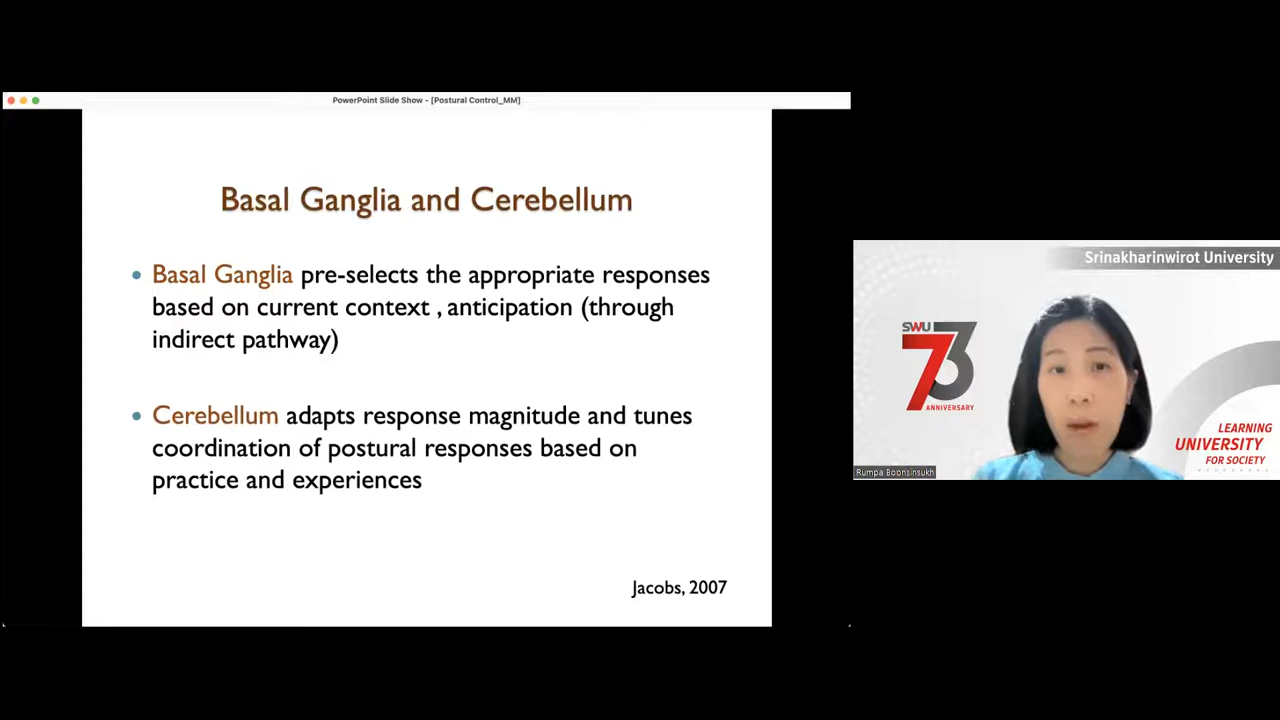 PowerPoint Slide Show - [Postural Control_MM]
Basal Ganglia and Cerebellum
• Basal Ganglia pre-selects the appropriate responses
based on current context , anticipation (through
indirect pathway)
• Cerebellum adapts response magnitude and tunes
coordination of postural responses based on
practice and experiences
Jacobs, 2007
Srinakharinwirot University
SWU
73
ANNIVERSARY
LEARNING
UNIVERSITY
FOR SOCIETY
Rumpa Boonsinsukh